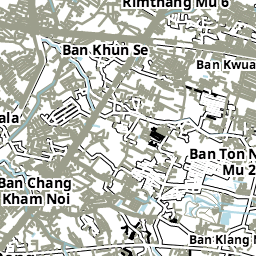 Rimthang Mu 6
Ban Khun Se
Ban Kwua
ala
Ban Ton N
Mu 2
Ban Chang
Kham Noi
Ban Klang M